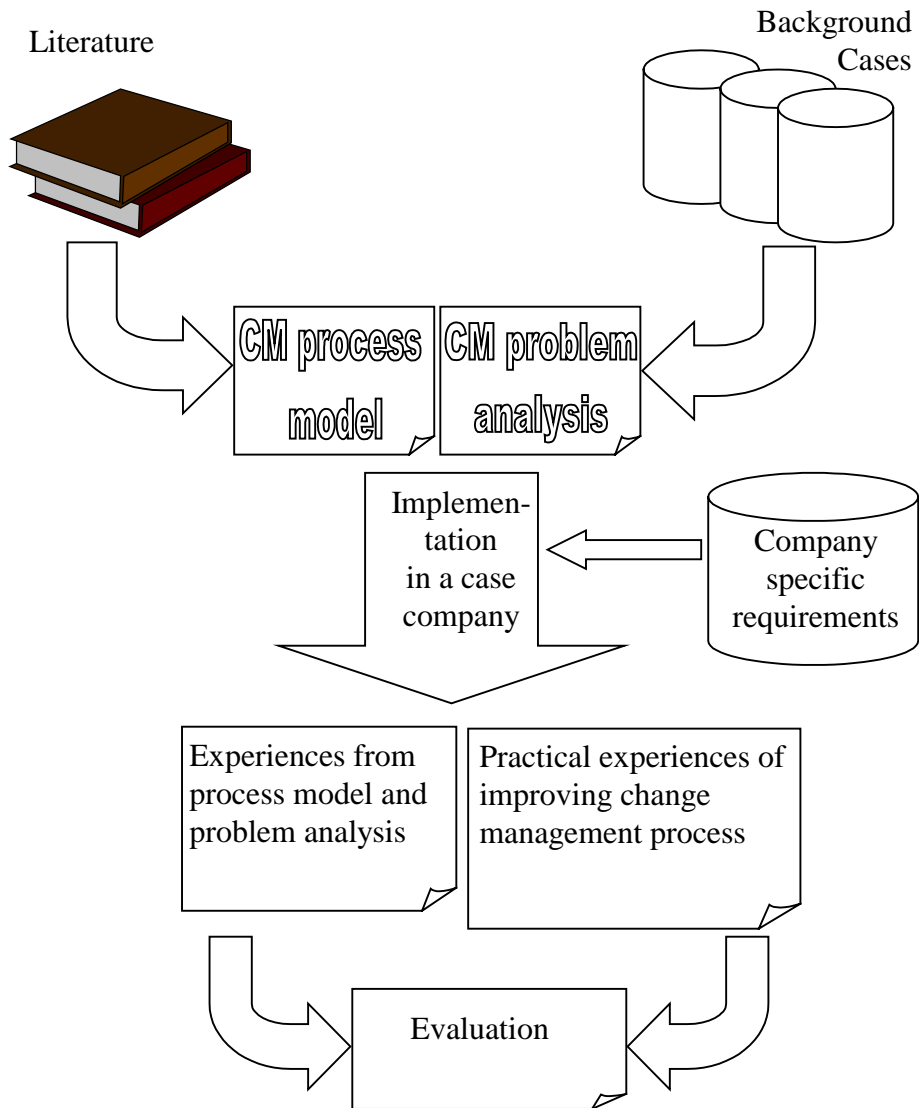 Literature
Background
Cases
CM process
model
CM problem
analysis
Implemen-
tation
in a case
company
Company
specific
requirements
Experiences from
process model and
problem analysis
Practical experiences of
improving change
management process
Evaluation